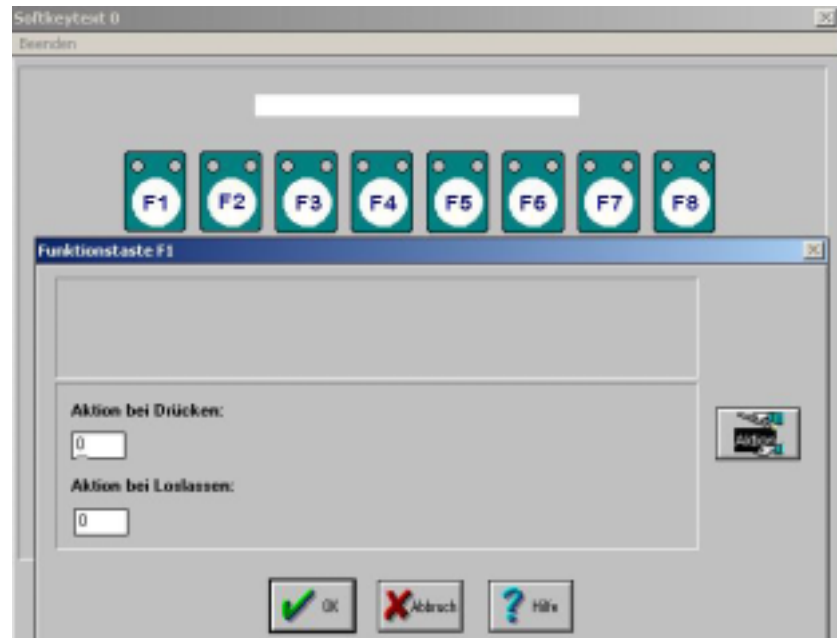 Softkeytext 0
Beenden
F1 F2 F3 F4 F5 F6 F7 F8
Funktionstaste F1
Aktion bei Drücken:
0
Aktion
Aktion bei Loslassen:
0
OK Abbruch Hilfe